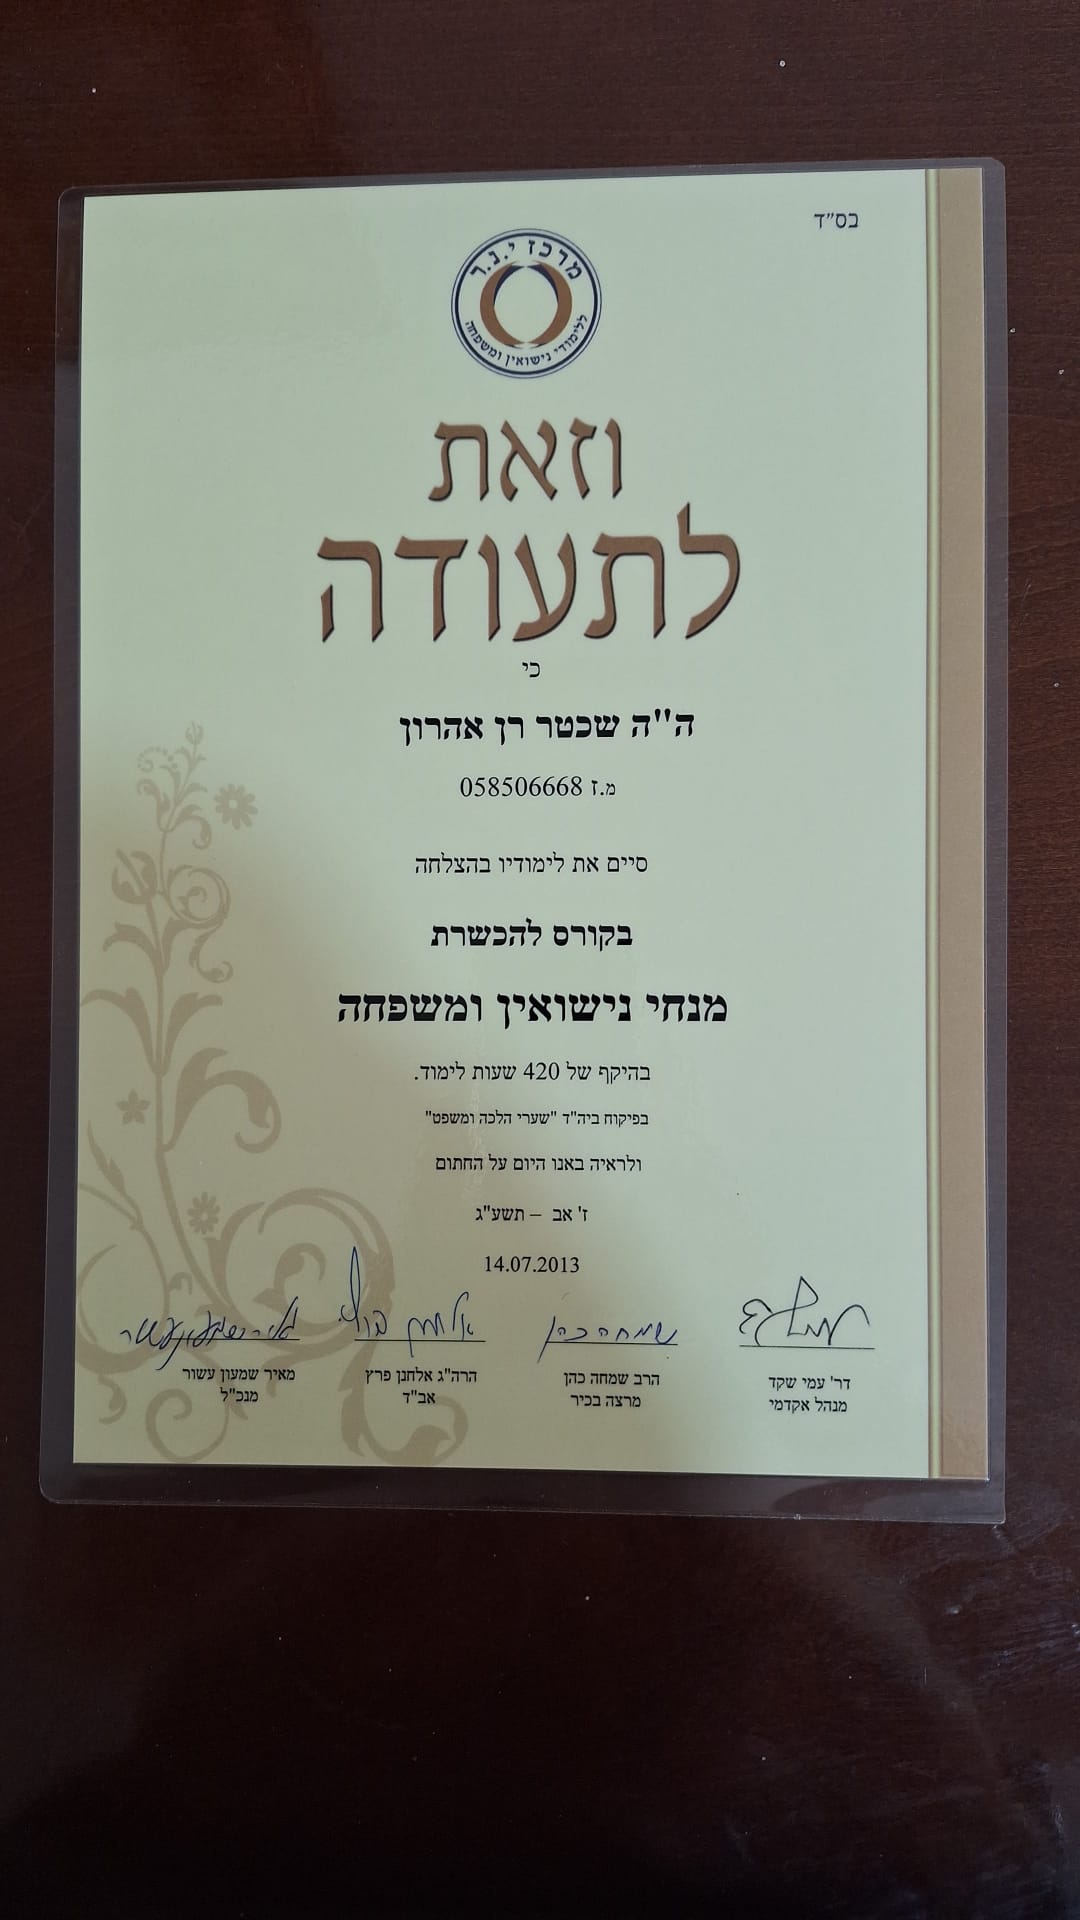 בס״ד
מרכז י.נ.ר
ללימודי נישואין ומשפחה
וזאת
לתעודה
כי
ה"ה שכטר רן אהרון
מ.ז 058506668
סיים את לימודיו בהצלחה
בקורס להכשרת
מנחי נישואין ומשפחה
בהיקף של 420 שעות לימוד.
בפיקוח ביה"ד "שערי הלכה ומשפט"
ולראיה באנו היום על החתום
ז' אב – תשע"ג
14.07.2013
שמחה כהן
דר' עמי שקד
מנהל אקדמי
הרב שמחה כהן
מרצה בכיר
הרה"ג אלחנן פרץ
אב"ד
מאיר שמעון עשור
מנכ"ל